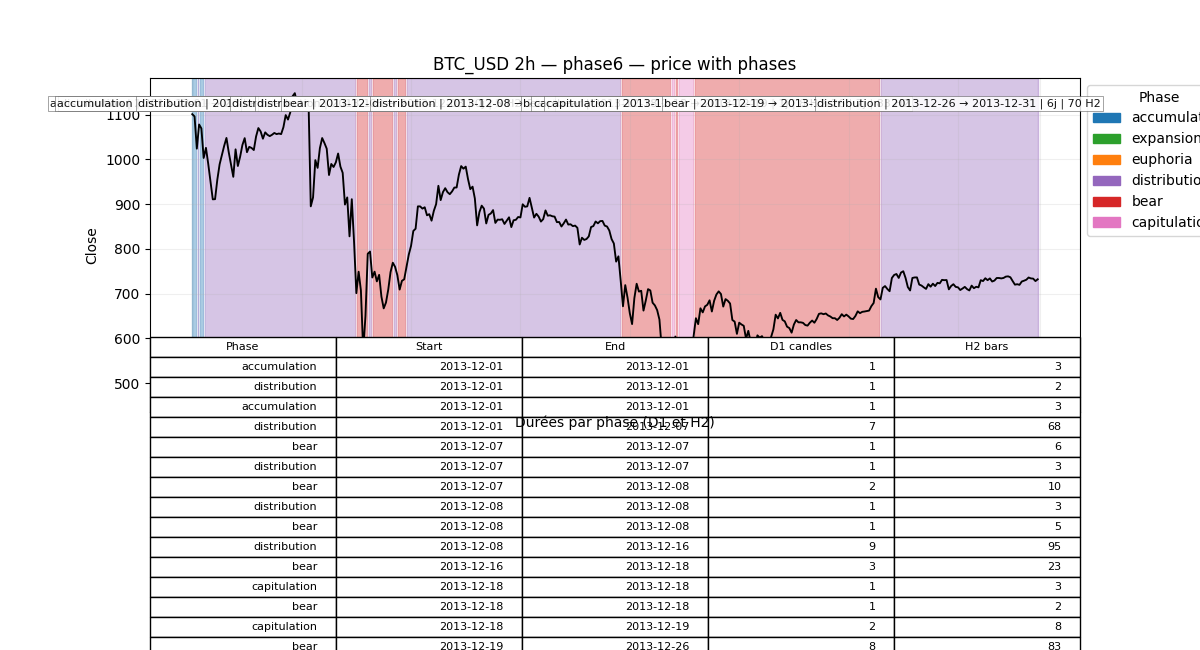 BTC_USD 2h — phase6 — price with phases
accumulation distribution | 201 distr distr bear | 2013-12- distribution | 2013-12-08 → b ca capitulation | 2013-1 bear | 2013-12-19 → 2013-1 distribution | 2013-12-26 → 2013-12-31 | 6j | 70 H2
Phase
accumulat
expansion
euphoria
distributio
bear
capitulatio
Close
1100
1000
900
800
700
600
500
Phase Start End D1 candles H2 bars
accumulation 2013-12-01 2013-12-01 1 3
distribution 2013-12-01 2013-12-01 1 2
accumulation 2013-12-01 2013-12-01 1 3
Durées par phase (D1 et H2)
distribution 2013-12-01 2013-12-07 7 68
bear 2013-12-07 2013-12-07 1 6
distribution 2013-12-07 2013-12-07 1 3
bear 2013-12-07 2013-12-08 2 10
distribution 2013-12-08 2013-12-08 1 3
bear 2013-12-08 2013-12-08 1 5
distribution 2013-12-08 2013-12-16 9 95
bear 2013-12-16 2013-12-18 3 23
capitulation 2013-12-18 2013-12-18 1 3
bear 2013-12-18 2013-12-18 1 2
capitulation 2013-12-18 2013-12-19 2 8
bear 2013-12-19 2013-12-26 8 83